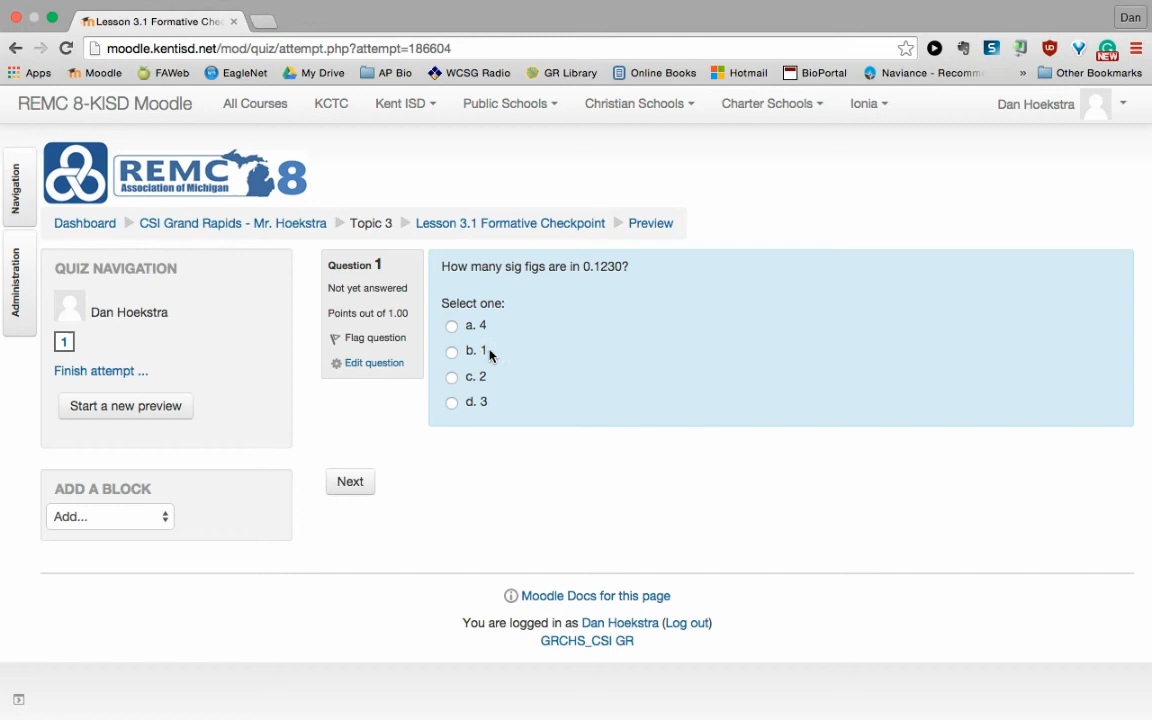 Lesson 3.1 Formative Chec
Dan
moodle.kentisd.net/mod/quiz/attempt.php?attempt=186604
NEW
Apps Moodle FAWeb EagleNet My Drive AP Bio WCSG Radio GR Library Online Books Hotmail BioPortal Naviance - Recomm » Other Bookmarks
REMC 8-KISD Moodle All Courses KCTC Kent ISD Public Schools Christian Schools Charter Schools Ionia Dan Hoekstra
Navigation
Administration
REMC 8
Association of Michigan
Dashboard CSI Grand Rapids - Mr. Hoekstra Topic 3 Lesson 3.1 Formative Checkpoint Preview
QUIZ NAVIGATION
Dan Hoekstra
1
Finish attempt ...
Start a new preview
ADD A BLOCK
Add...
Question 1
Not yet answered
Points out of 1.00
Flag question
Edit question
How many sig figs are in 0.1230?
Select one:
a. 4
b. 1
c. 2
d. 3
Next
Moodle Docs for this page
You are logged in as Dan Hoekstra (Log out)
GRCHS_CSI GR